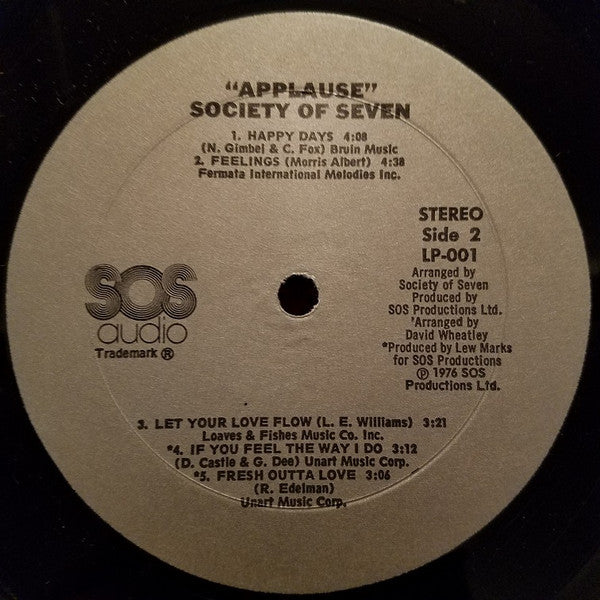 "APPLAUSE"
SOCIETY OF SEVEN
1. HAPPY DAYS 4:08
(N. Gimbel & C. Fox) Bruin Music
2. FEELINGS (Morris Albert) 4:38
Fermata International Melodies Inc.
STEREO
Side 2
LP-001
Arranged by
Society of Seven
Produced by
SOS Productions Ltd.
'Arranged by
David Wheatley
*Produced by Lew Marks
for SOS Productions
℗ 1976 SOS
Productions Ltd.
SOS
audio
Trademark ®
3. LET YOUR LOVE FLOW (L. E. Williams) 3:21
Loaves & Fishes Music Co. Inc.
*4. IF YOU FEEL THE WAY I DO 3:12
(D. Castle & G. Dee) Unart Music Corp.
*5. FRESH OUTTA LOVE 3:06
(R. Edelman)
Unart Music Corp.